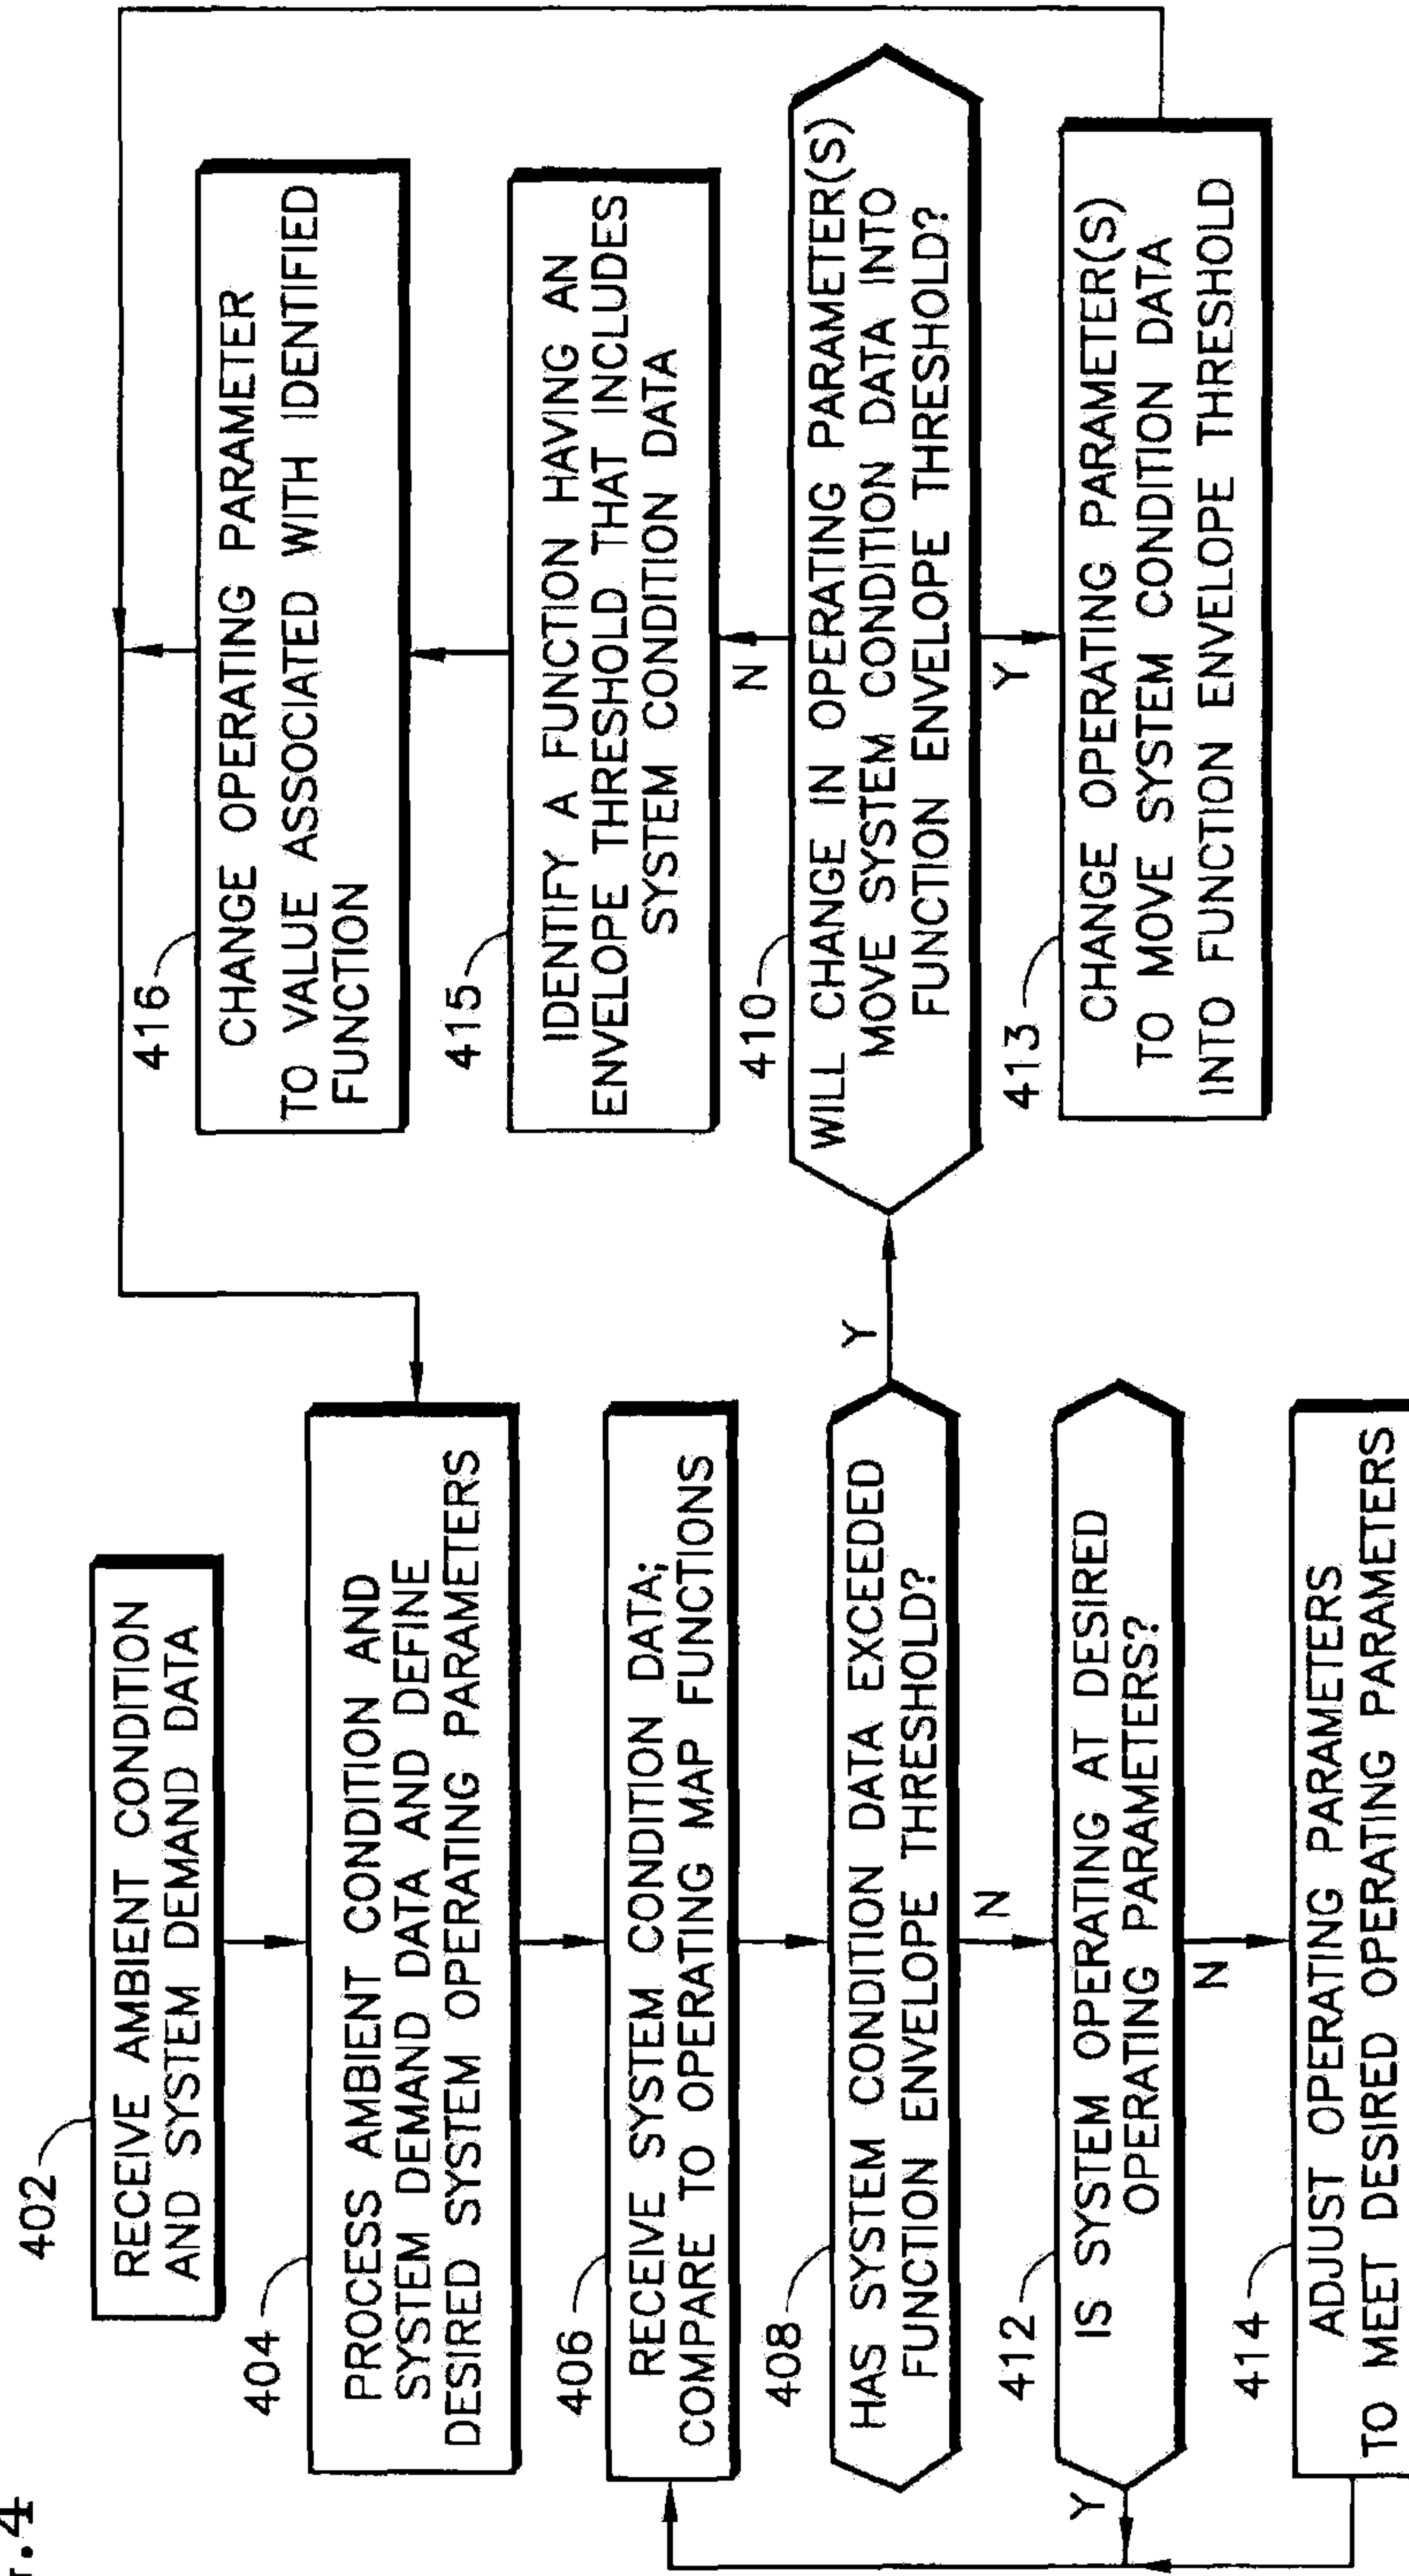 .4
402
RECEIVE AMBIENT CONDITION
AND SYSTEM DEMAND DATA
404
PROCESS AMBIENT CONDITION AND
SYSTEM DEMAND DATA AND DEFINE
DESIRED SYSTEM OPERATING PARAMETERS
406
RECEIVE SYSTEM CONDITION DATA;
COMPARE TO OPERATING MAP FUNCTIONS
408
HAS SYSTEM CONDITION DATA EXCEEDED
FUNCTION ENVELOPE THRESHOLD?
Y
N
412
IS SYSTEM OPERATING AT DESIRED
OPERATING PARAMETERS?
Y
N
414
ADJUST OPERATING PARAMETERS
TO MEET DESIRED OPERATING PARAMETERS
416
CHANGE OPERATING PARAMETER
TO VALUE ASSOCIATED WITH IDENTIFIED
FUNCTION
415
IDENTIFY A FUNCTION HAVING AN
ENVELOPE THRESHOLD THAT INCLUDES
SYSTEM CONDITION DATA
N
410
WILL CHANGE IN OPERATING PARAMETER(S)
MOVE SYSTEM CONDITION DATA INTO
FUNCTION ENVELOPE THRESHOLD?
Y
413
CHANGE OPERATING PARAMETER(S)
TO MOVE SYSTEM CONDITION DATA
INTO FUNCTION ENVELOPE THRESHOLD